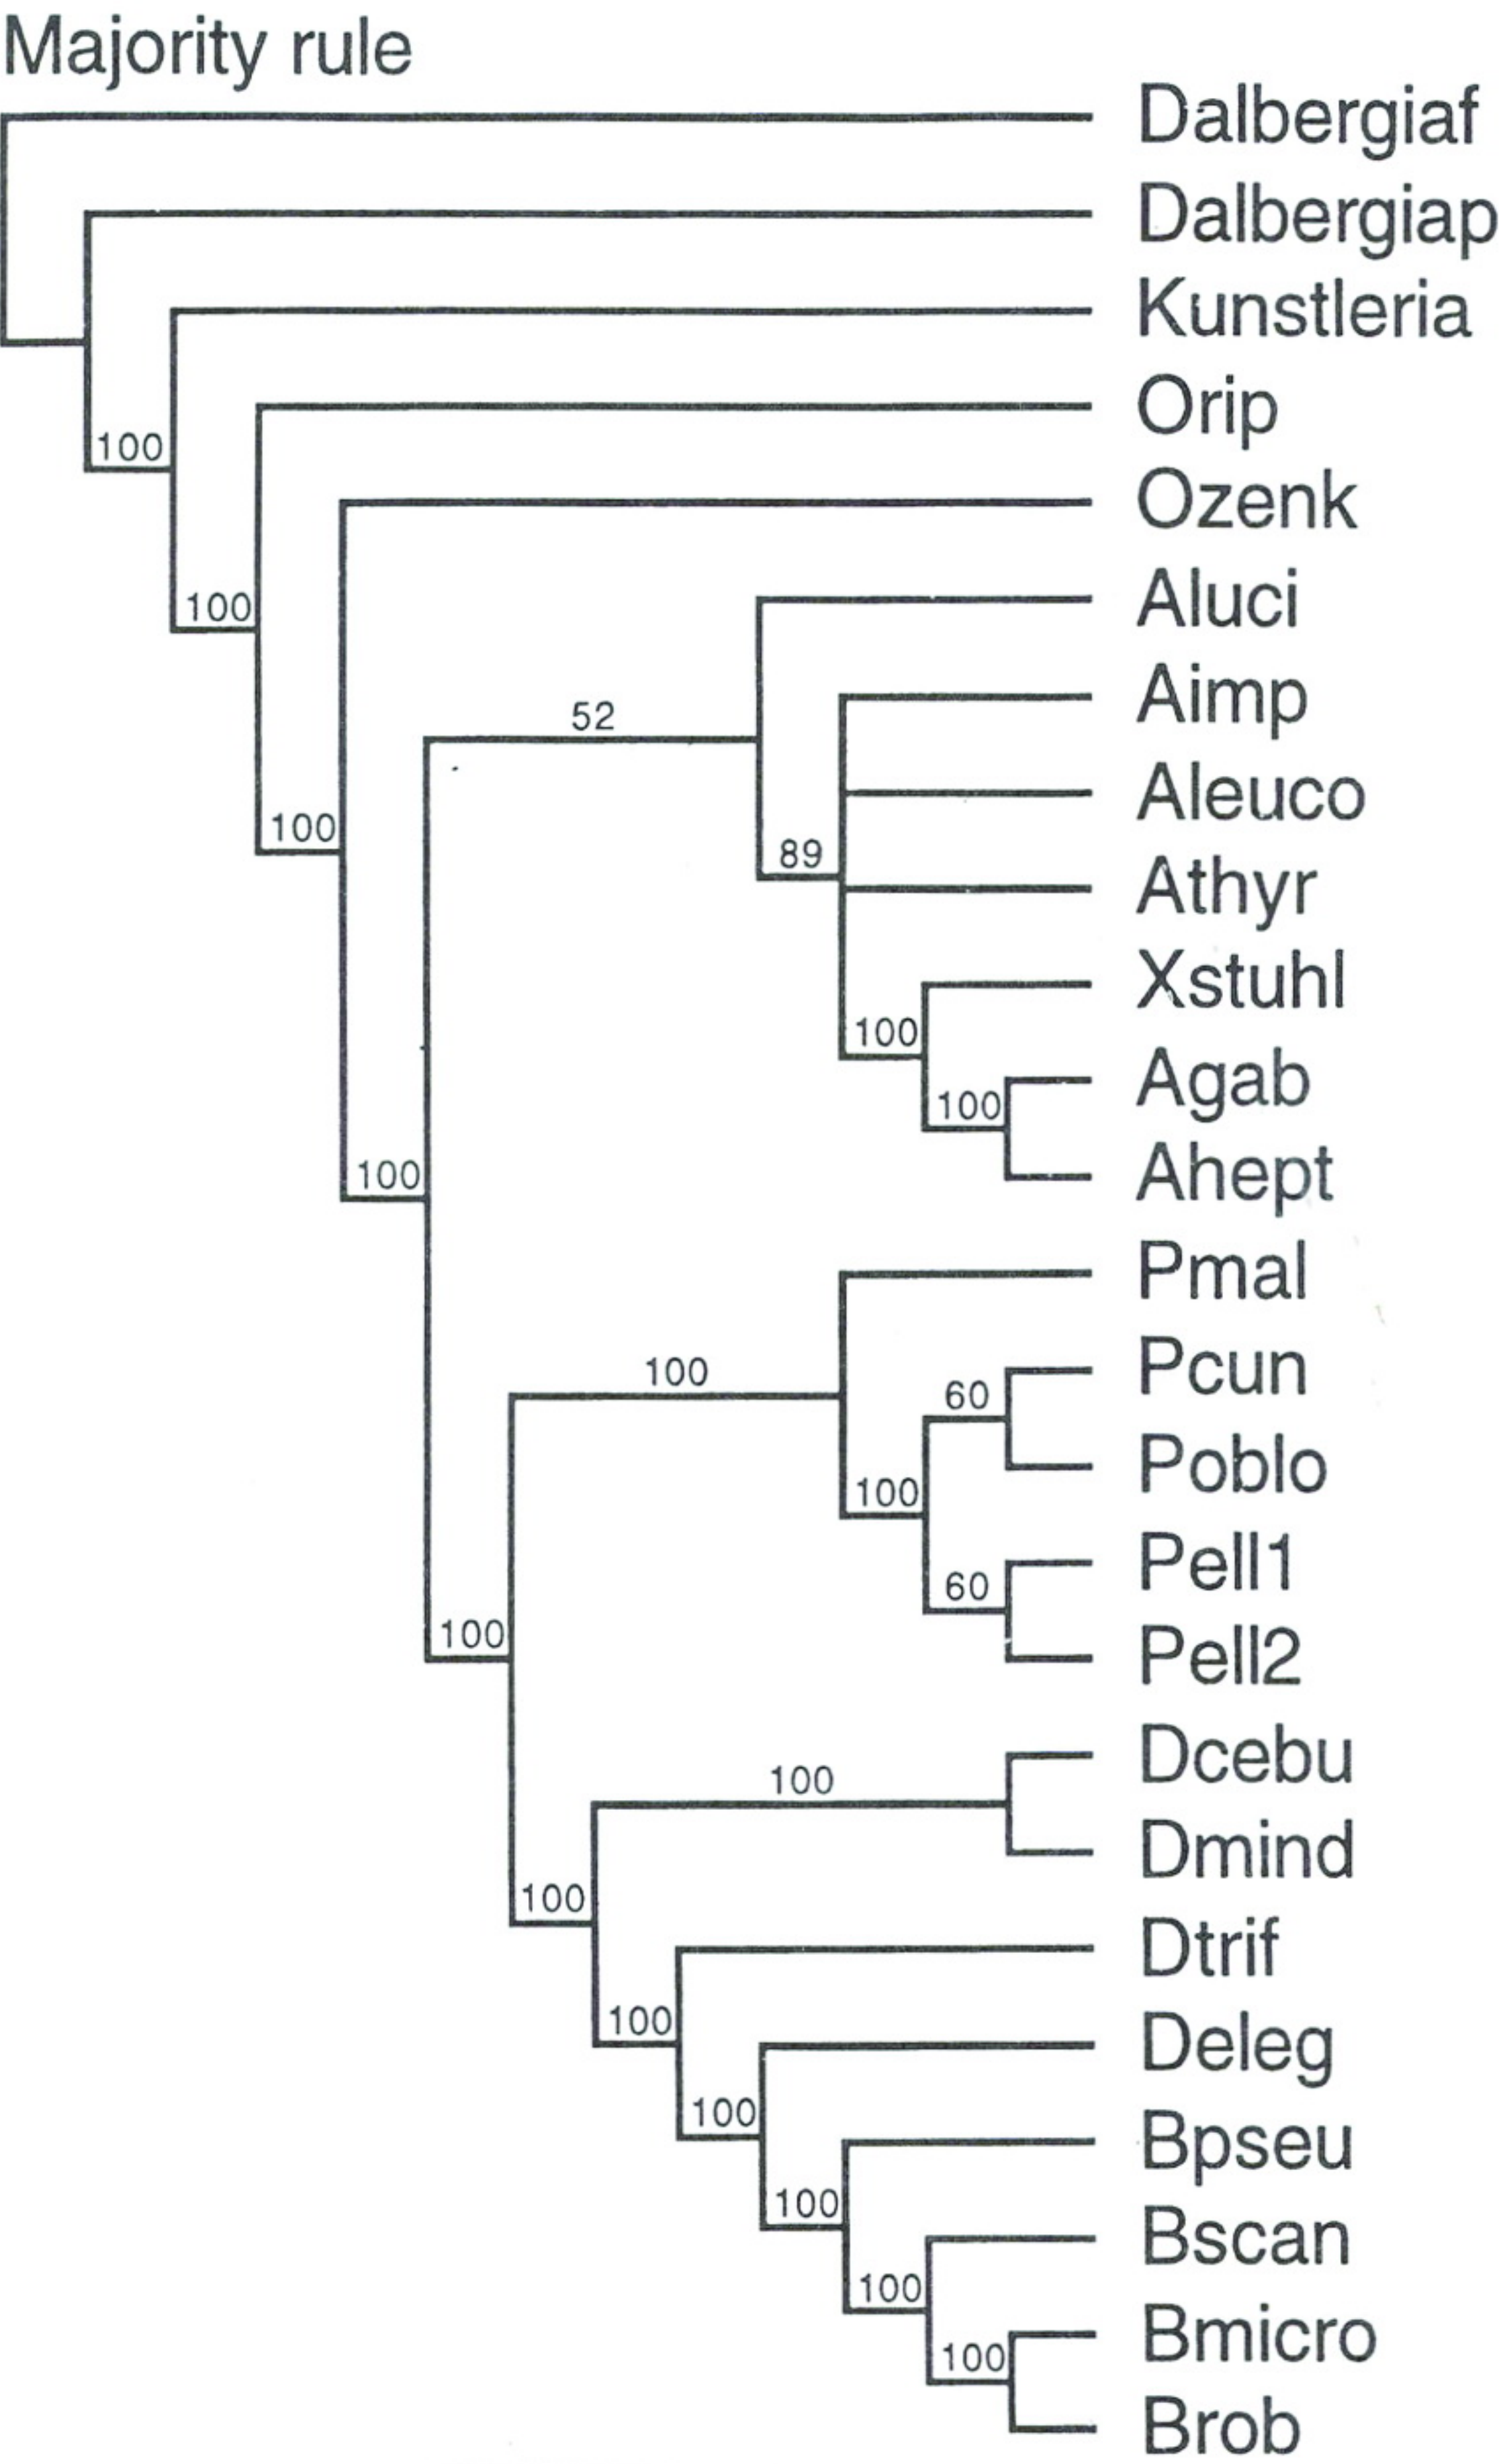 Majority rule
Dalbergiaf
Dalbergiap
Kunstleria
Orip
100
Ozenk
100
Aluci
Aimp
52
Aleuco
100
89
Athyr
Xstuhl
100
Agab
100
Ahept
100
Pmal
100
Pcun
60
Poblo
100
Pell1
60
100
Pell2
Dcebu
100
Dmind
100
Dtrif
100
Deleg
100
Bpseu
100
Bscan
100
Bmicro
100
Brob